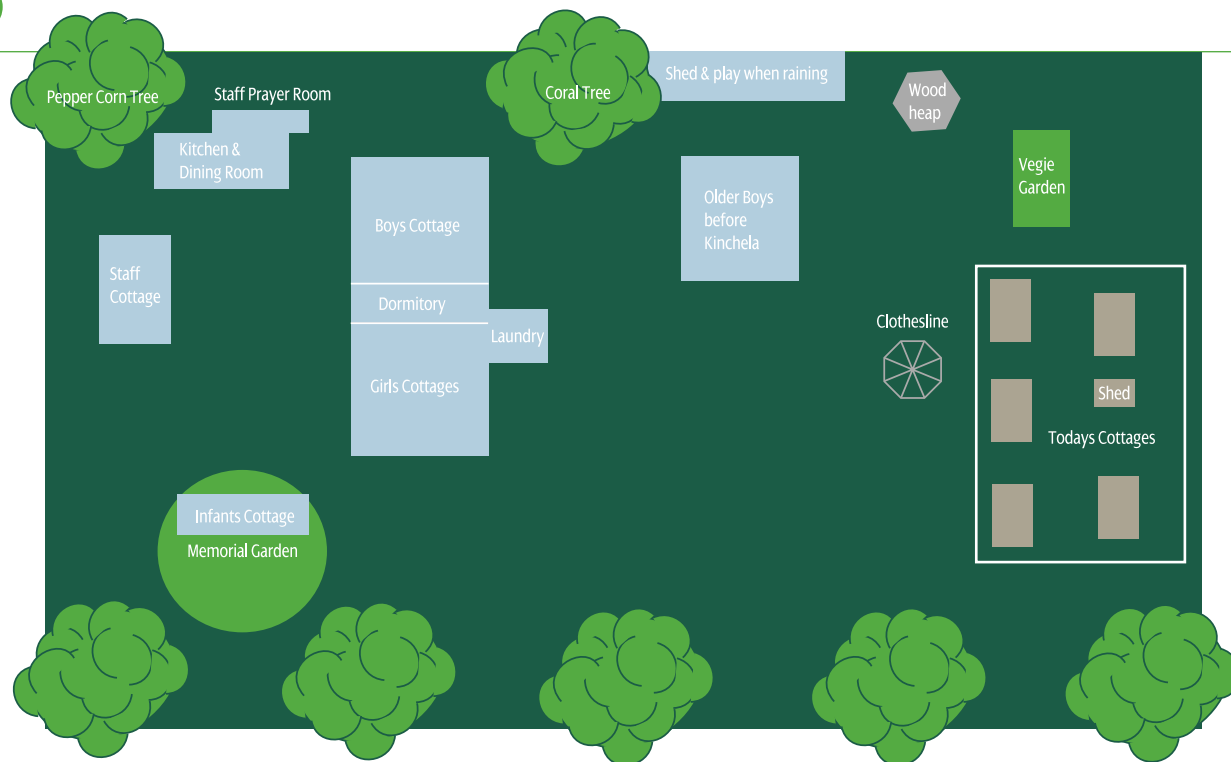 Pepper Corn Tree
Staff Prayer Room
Kitchen &
Dining Room
Coral Tree
Shed & play when raining
Wood
heap
Vegie
Garden
Boys Cottage
Older Boys
before
Kinchela
Staff
Cottage
Dormitory
Laundry
Girls Cottages
Clothesline
Shed
Todays Cottages
Infants Cottage
Memorial Garden